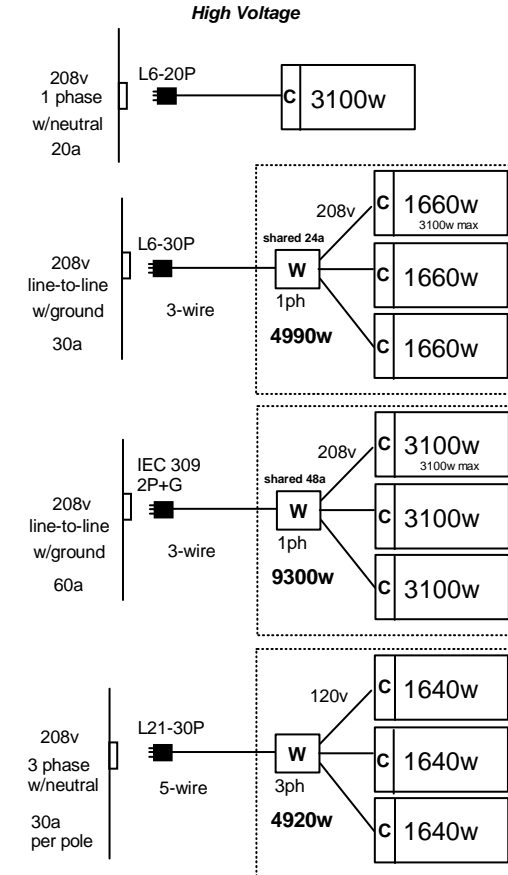 High Voltage
208v
1 phase
w/neutral
20a
L6-20P
C
3100w
208v
line-to-line
w/ground
30a
L6-30P
3-wire
shared 24a
W
1ph
4990w
208v
C
1660w
3100w max
C
1660w
C
1660w
208v
line-to-line
w/ground
60a
IEC 309
2P+G
3-wire
shared 48a
W
1ph
9300w
208v
C
3100w
3100w max
C
3100w
C
3100w
208v
3 phase
w/neutral
30a
per pole
L21-30P
5-wire
W
3ph
4920w
120v
C
1640w
C
1640w
C
1640w